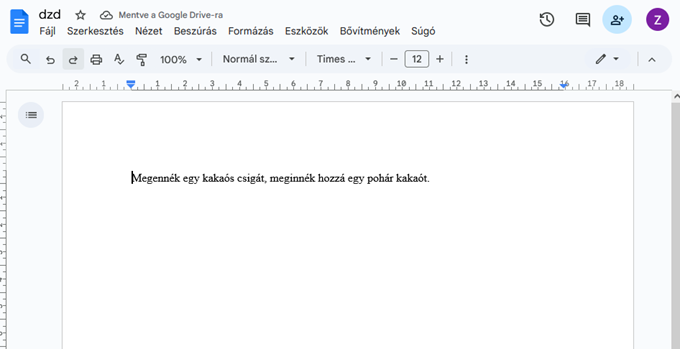 dzd Mentve a Google Drive-ra Z
Fájl Szerkesztés Nézet Beszúrás Formázás Eszközök Bővítmények Súgó
100% Normál sz... Times ... 12
2 1 1 2 3 4 5 6 7 8 9 10 11 12 13 14 15 16 17 18
Megennék egy kakaós csigát, meginnék hozzá egy pohár kakaót.